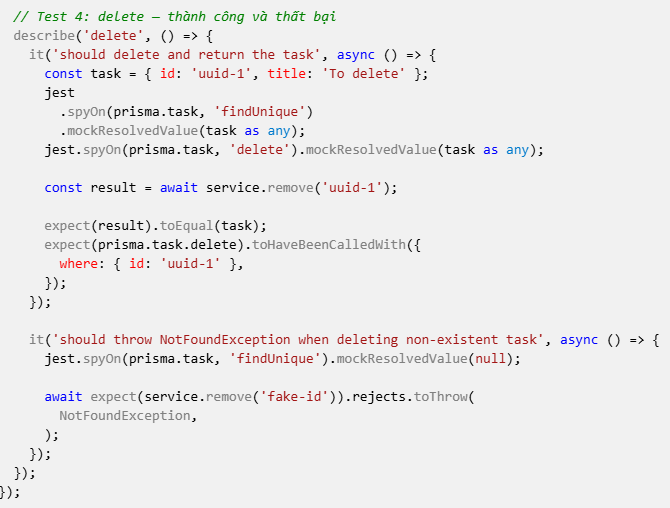 // Test 4: delete — thành công và thất bại
describe('delete', () => {
it('should delete and return the task', async () => {
const task = { id: 'uuid-1', title: 'To delete' };
jest
.spyOn(prisma.task, 'findUnique')
.mockResolvedValue(task as any);
jest.spyOn(prisma.task, 'delete').mockResolvedValue(task as any);
const result = await service.remove('uuid-1');
expect(result).toEqual(task);
expect(prisma.task.delete).toHaveBeenCalledWith({
where: { id: 'uuid-1' },
});
});
it('should throw NotFoundException when deleting non-existent task', async () => {
jest.spyOn(prisma.task, 'findUnique').mockResolvedValue(null);
await expect(service.remove('fake-id')).rejects.toThrow(
NotFoundException,
);
});
});
});